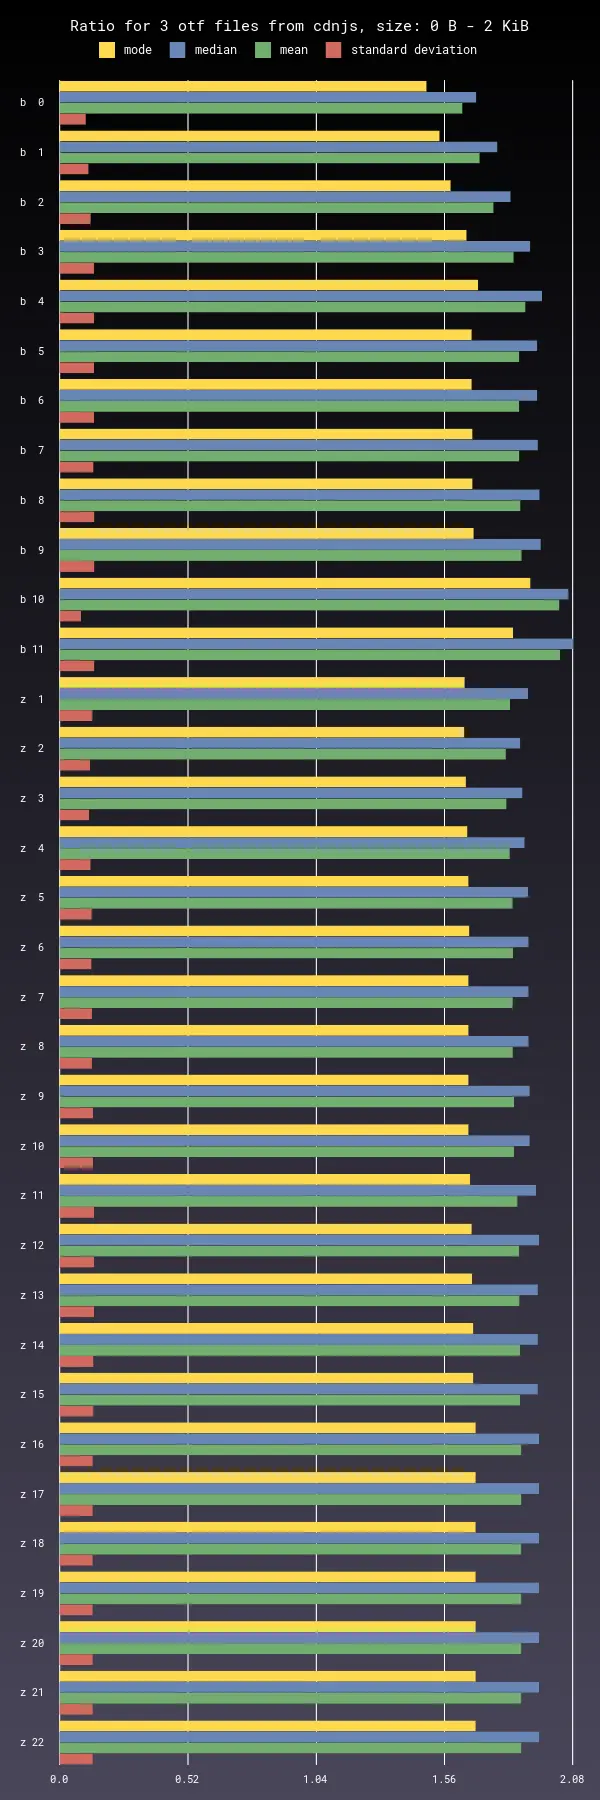 Ratio for 3 otf files from cdnjs, size: 0 B - 2 KiB
mode median mean standard deviation
b 0
b 1
b 2
b 3
b 4
b 5
b 6
b 7
b 8
b 9
b 10
b 11
z 1
z 2
z 3
z 4
z 5
z 6
z 7
z 8
z 9
z 10
z 11
z 12
z 13
z 14
z 15
z 16
z 17
z 18
z 19
z 20
z 21
z 22
0.0 0.52 1.04 1.56 2.08